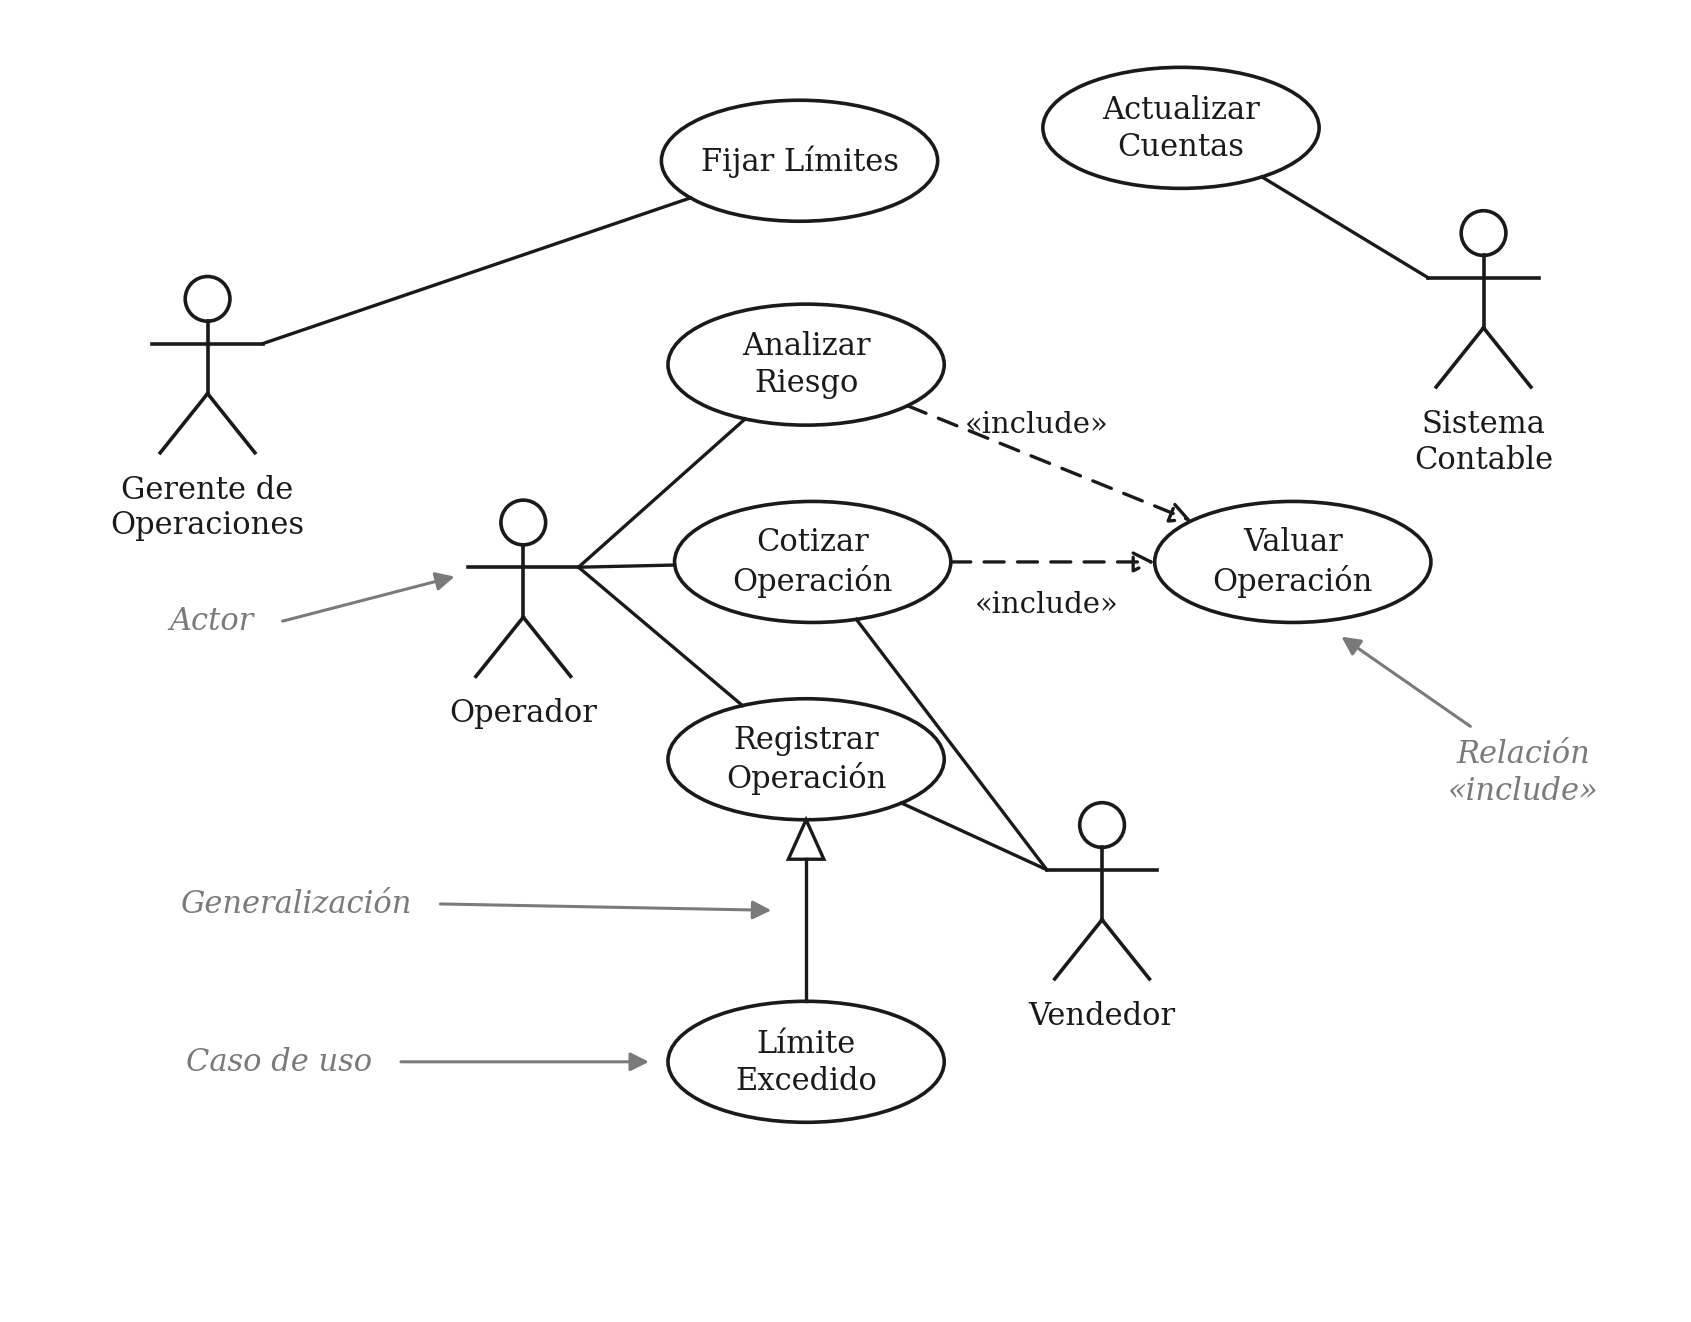 Actualizar
Cuentas
Fijar Límites
Analizar
Riesgo
«include»
Sistema
Contable
Gerente de
Operaciones
Cotizar
Operación
Valuar
Operación
«include»
Actor
Operador
Registrar
Operación
Relación
«include»
Generalización
Vendedor
Límite
Excedido
Caso de uso